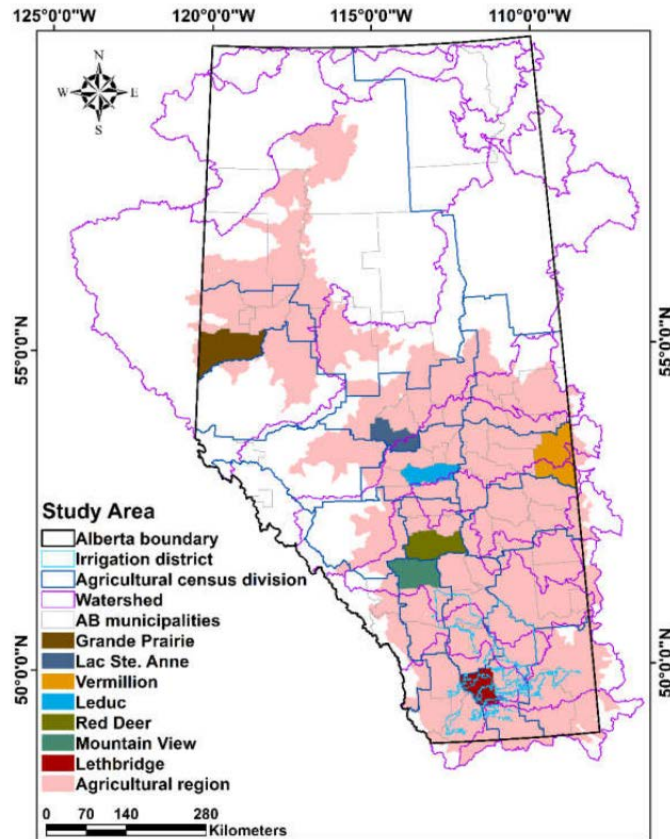 125°0'0"W 120°0'0"W 115°0'0"W 110°0'0"W
N
W E
S
55°0'0"N 55°0'0"N
50°0'0"N 50°0'0"N
Study Area
Alberta boundary
Irrigation district
Agricultural census division
Watershed
AB municipalities
Grande Prairie
Lac Ste. Anne
Vermillion
Leduc
Red Deer
Mountain View
Lethbridge
Agricultural region
0 70 140 280
Kilometers